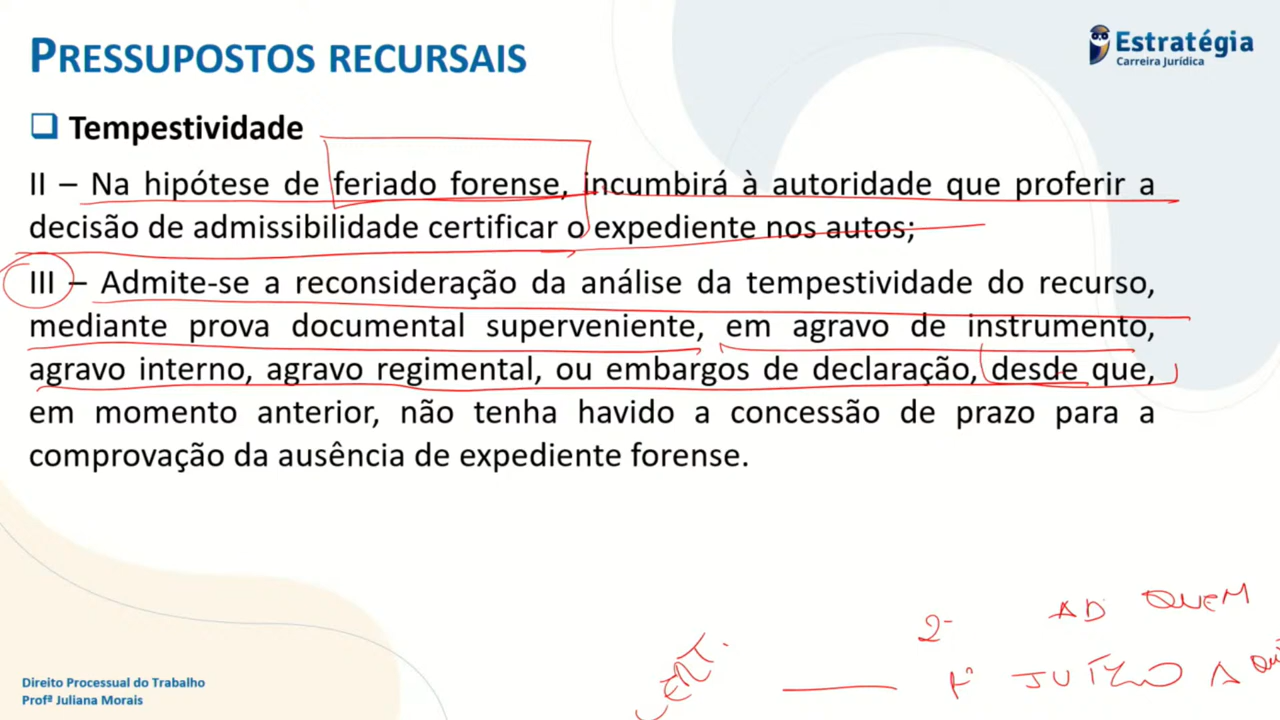 PRESSUPOSTOS RECURSAIS
Estratégia
Carreira Jurídica
Tempestividade
II – Na hipótese de feriado forense, incumbirá à autoridade que proferir a
decisão de admissibilidade certificar o expediente nos autos;
III – Admite-se a reconsideração da análise da tempestividade do recurso,
mediante prova documental superveniente, em agravo de instrumento,
agravo interno, agravo regimental, ou embargos de declaração, desde que,
em momento anterior, não tenha havido a concessão de prazo para a
comprovação da ausência de expediente forense.
2º AD QUEM
CERT.
1º JUÍZO A
Direito Processual do Trabalho
Profª Juliana Morais